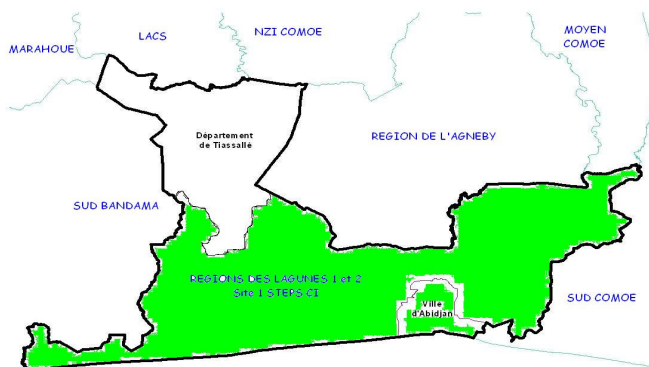 NZI COMOE
MOYEN
COMOE
LACS
MARAHOUE
Département
de Tiassallé
REGION DE L'AGNEBY
SUD BANDAMA
REGIONS DES LAGUNES 1 et 2
Site 1 STEPS-CI
Ville
d'Abidjan
SUD COMOE